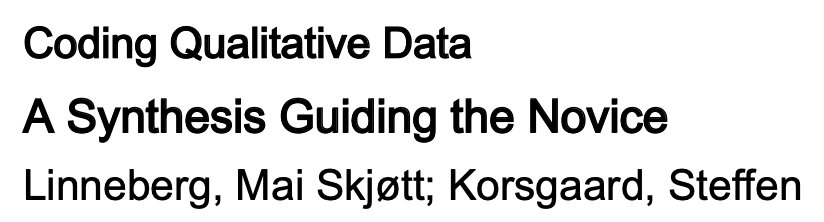 Coding Qualitative Data
A Synthesis Guiding the Novice
Linneberg, Mai Skjøtt; Korsgaard, Steffen